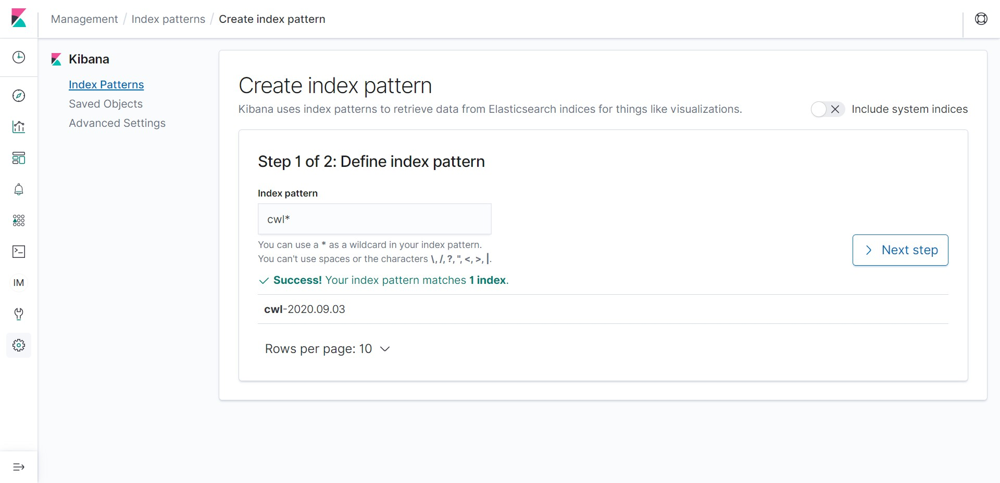 Management / Index patterns / Create index pattern
Kibana
Index Patterns
Saved Objects
Advanced Settings
IM
Create index pattern
Kibana uses index patterns to retrieve data from Elasticsearch indices for things like visualizations.
Include system indices
Step 1 of 2: Define index pattern
Index pattern
cwl*
You can use a * as a wildcard in your index pattern.
You can't use spaces or the characters \, /, ?, ", <, >, |.
Next step
Success! Your index pattern matches 1 index.
cwl-2020.09.03
Rows per page: 10